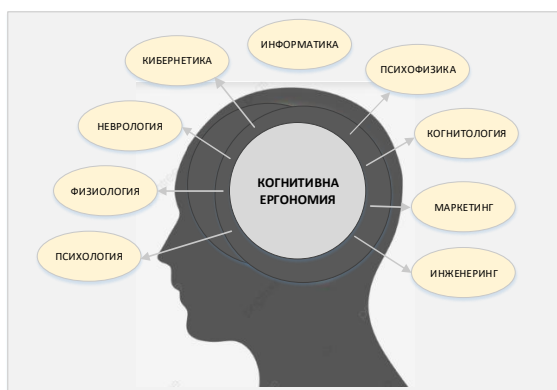 ИНФОРМАТИКА
КИБЕРНЕТИКА
ПСИХОФИЗИКА
НЕВРОЛОГИЯ
КОГНИТОЛОГИЯ
ФИЗИОЛОГИЯ
КОГНИТИВНА
ЕРГОНОМИЯ
МАРКЕТИНГ
ПСИХОЛОГИЯ
ИНЖЕНЕРИНГ